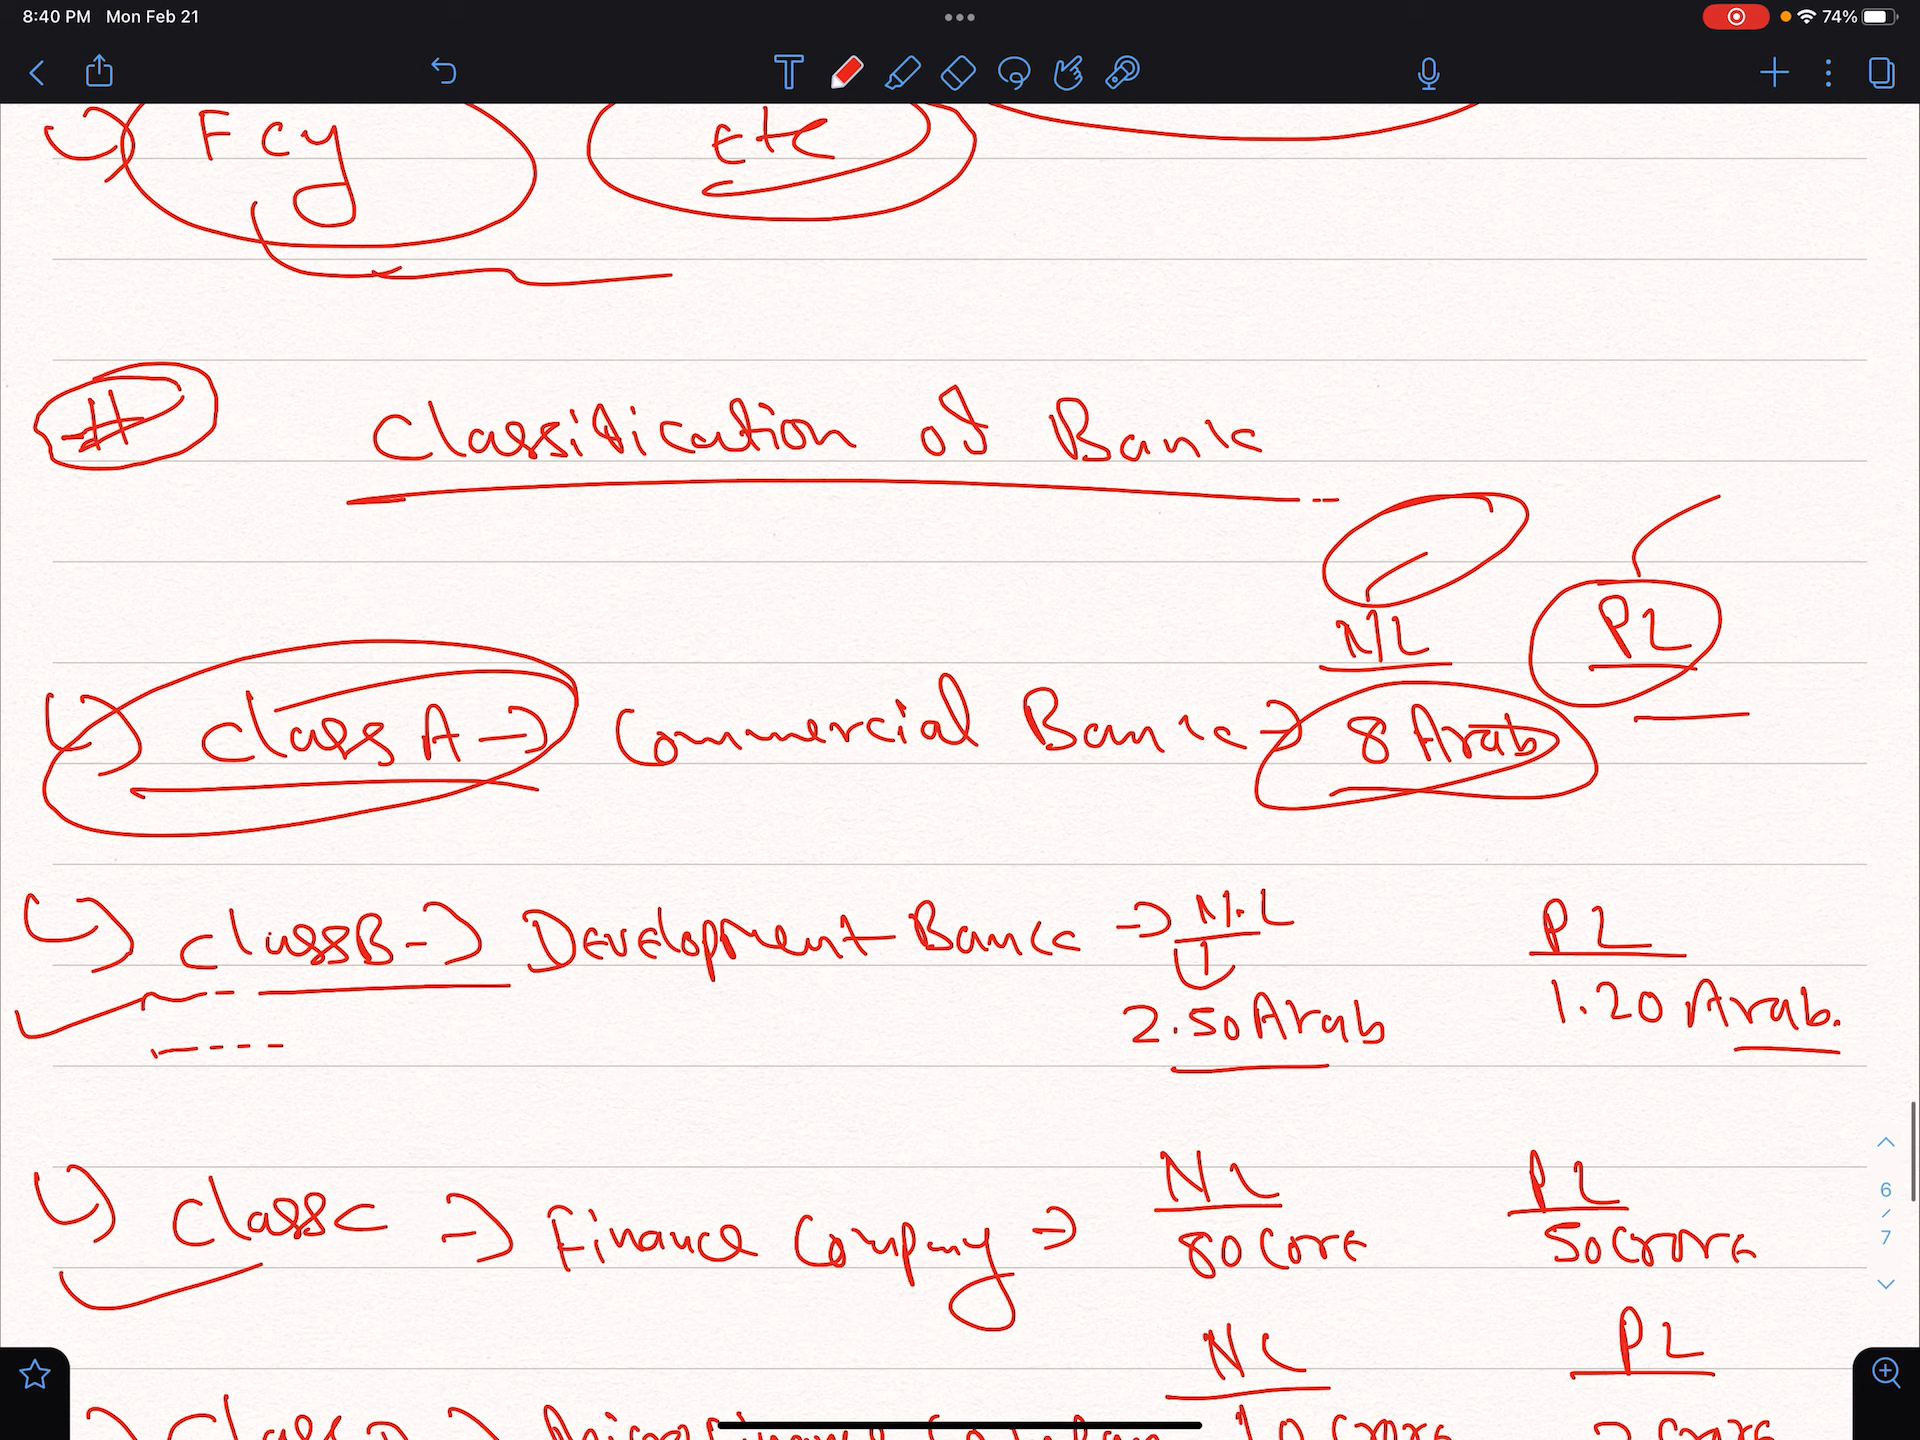 8:40 PM Mon Feb 21
74%
Fcy Etc
# Classification of Bank
N/L PL
Class A → Commercial Bank → 8 Arab
Class B → Development Bank → N.L PL
2.50 Arab 1.20 Arab.
NL PL
Class C → Finance Company → 80 Core 50 Crore
NL PL
Class D
6
7